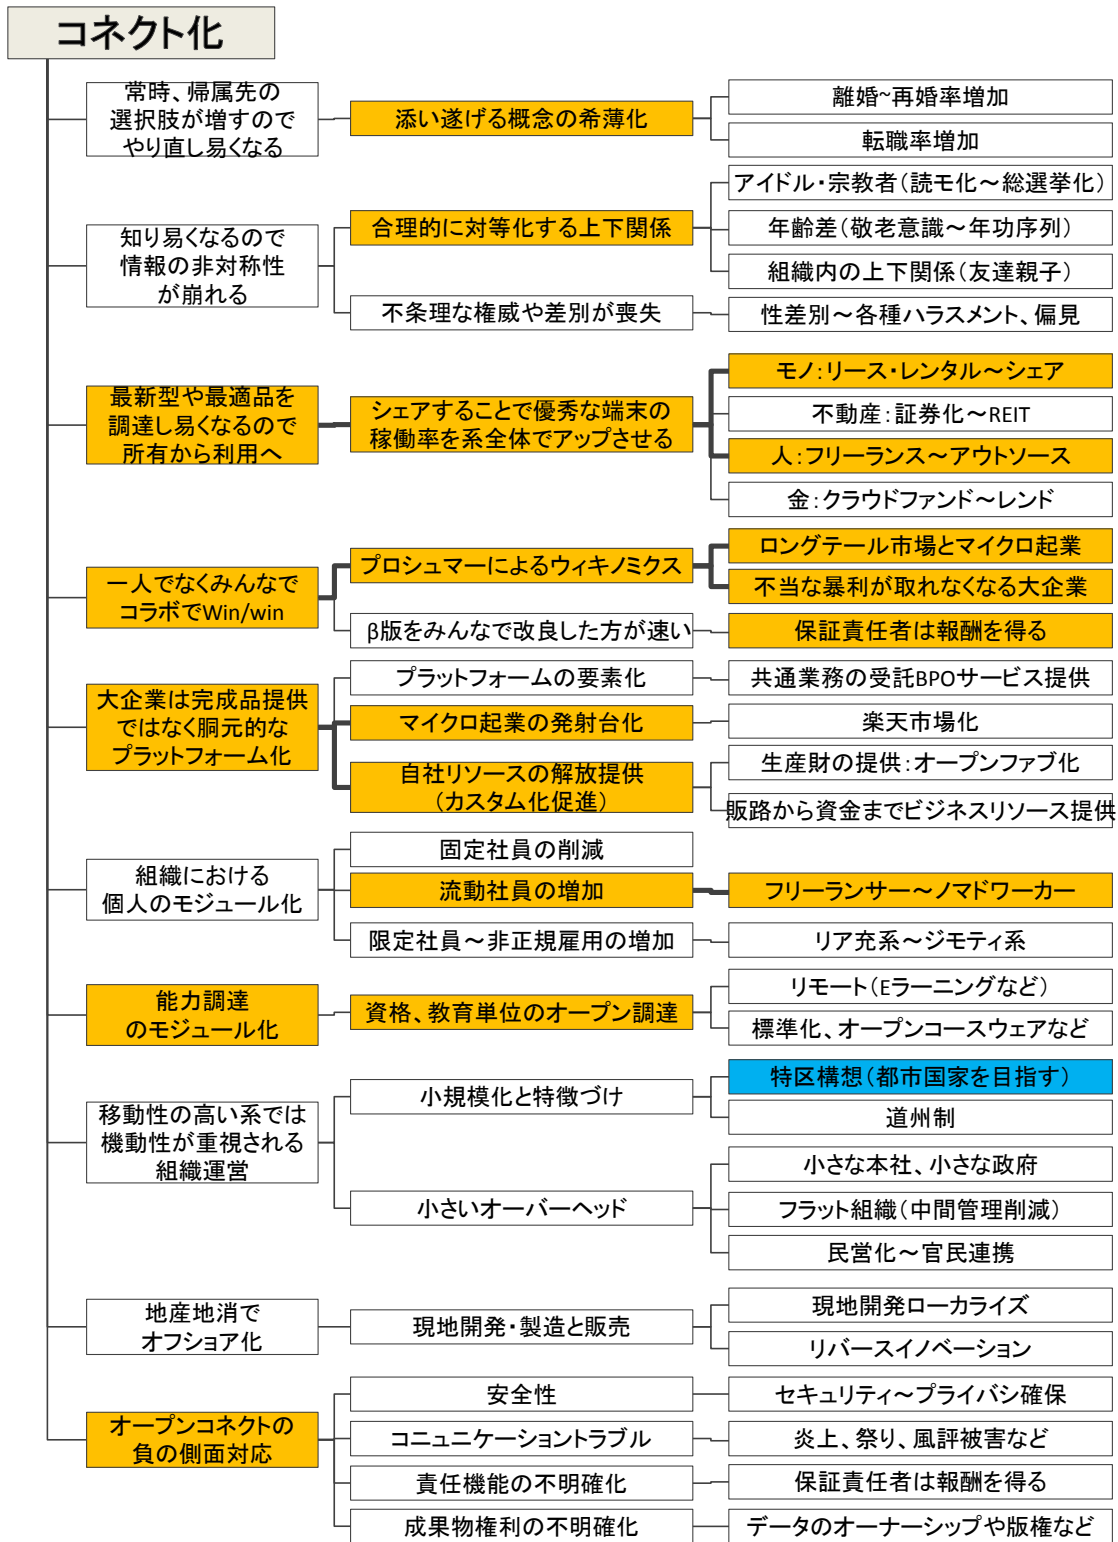 コネクト化
常時、帰属先の
選択肢が増すので
やり直し易くなる
添い遂げる概念の希薄化
離婚~再婚率増加
転職率増加
知り易くなるので
情報の非対称性
が崩れる
合理的に対等化する上下関係
アイドル・宗教者(読モ化～総選挙化)
年齢差(敬老意識～年功序列)
組織内の上下関係(友達親子)
不条理な権威や差別が喪失
性差別～各種ハラスメント、偏見
最新型や最適品を
調達し易くなるので
所有から利用へ
シェアすることで優秀な端末の
稼働率を系全体でアップさせる
モノ:リース・レンタル～シェア
不動産:証券化～REIT
人:フリーランス～アウトソース
金:クラウドファンド～レンド
一人でなくみんなで
コラボでWin/win
プロシュマーによるウィキノミクス
ロングテール市場とマイクロ起業
不当な暴利が取れなくなる大企業
β版をみんなで改良した方が速い
保証責任者は報酬を得る
大企業は完成品提供
ではなく胴元的な
プラットフォーム化
プラットフォームの要素化
共通業務の受託BPOサービス提供
マイクロ起業の発射台化
楽天市場化
自社リソースの解放提供
(カスタム化促進)
生産財の提供:オープンファブ化
販路から資金までビジネスリソース提供
組織における
個人のモジュール化
固定社員の削減
流動社員の増加
フリーランサー～ノマドワーカー
限定社員～非正規雇用の増加
リア充系～ジモティ系
能力調達
のモジュール化
資格、教育単位のオープン調達
リモート(Eラーニングなど)
標準化、オープンコースウェアなど
移動性の高い系では
機動性が重視される
組織運営
小規模化と特徴づけ
特区構想(都市国家を目指す)
道州制
小さいオーバーヘッド
小さな本社、小さな政府
フラット組織(中間管理削減)
民営化～官民連携
地産地消で
オフショア化
現地開発・製造と販売
現地開発ローカライズ
リバースイノベーション
オープンコネクトの
負の側面対応
安全性
セキュリティ～プライバシ確保
コニュニケーショントラブル
炎上、祭り、風評被害など
責任機能の不明確化
保証責任者は報酬を得る
成果物権利の不明確化
データのオーナーシップや版権など